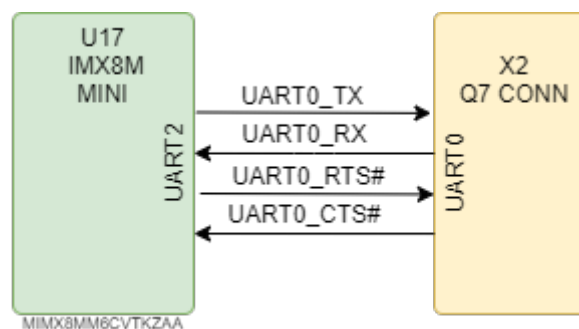 U17
IMX8M
MINI
UART2
UART0_TX
UART0_RX
UART0_RTS#
UART0_CTS#
X2
Q7 CONN
UART0
MIMX8MM6CVTKZAA